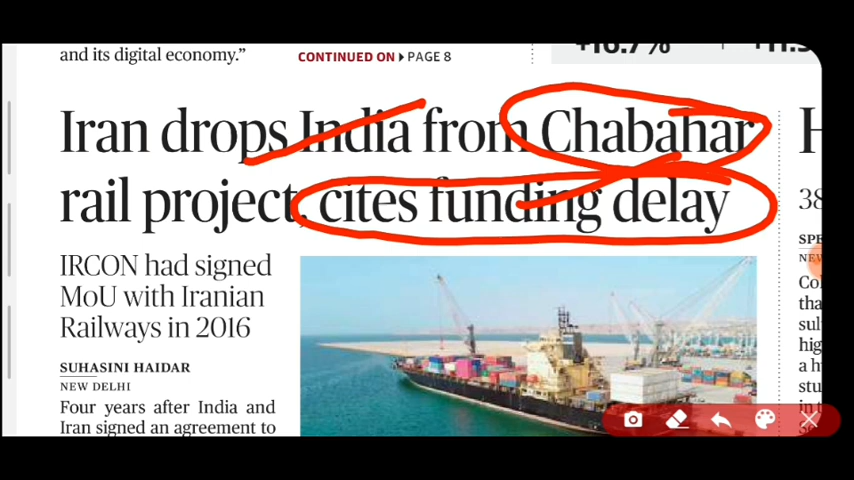 and its digital economy.”
CONTINUED ON ▸ PAGE 8
Iran drops India from Chabahar
rail project, cites funding delay
IRCON had signed
MoU with Iranian
Railways in 2016
SUHASINI HAIDAR
NEW DELHI
Four years after India and
Iran signed an agreement to
H
38